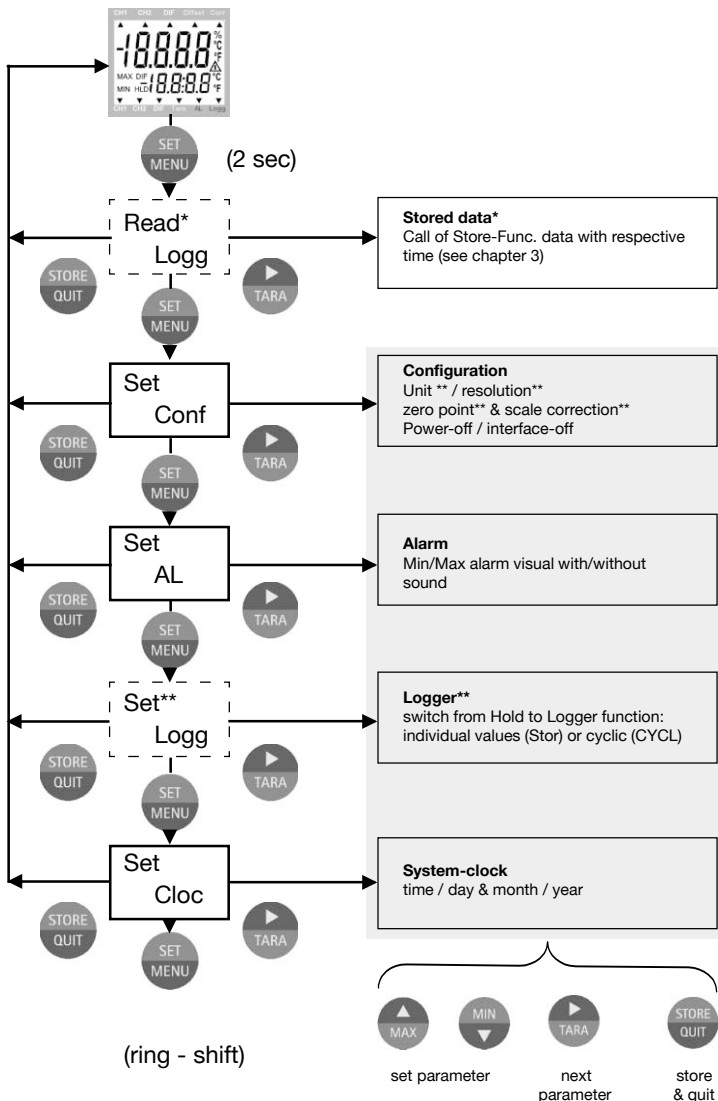 CH1 CH2 DIF Offset Corr
-18.8.8.8 % °C °F
MAX DIF
MIN HLD -18.8:8.8 °C °F
CH1 CH2 DIF Tara AL Logg
SET
MENU
(2 sec)
Read*
Logg
STORE
QUIT
SET
MENU
TARA
Stored data*
Call of Store-Func. data with respective
time (see chapter 3)
Set
Conf
STORE
QUIT
SET
MENU
TARA
Configuration
Unit ** / resolution**
zero point** & scale correction**
Power-off / interface-off
Set
AL
STORE
QUIT
SET
MENU
TARA
Alarm
Min/Max alarm visual with/without
sound
Set**
Logg
STORE
QUIT
SET
MENU
TARA
Logger**
switch from Hold to Logger function:
individual values (Stor) or cyclic (CYCL)
Set
Cloc
STORE
QUIT
SET
MENU
TARA
System-clock
time / day & month / year
(ring - shift)
MAX
MIN
TARA
STORE
QUIT
set parameter
next
parameter
store
& quit